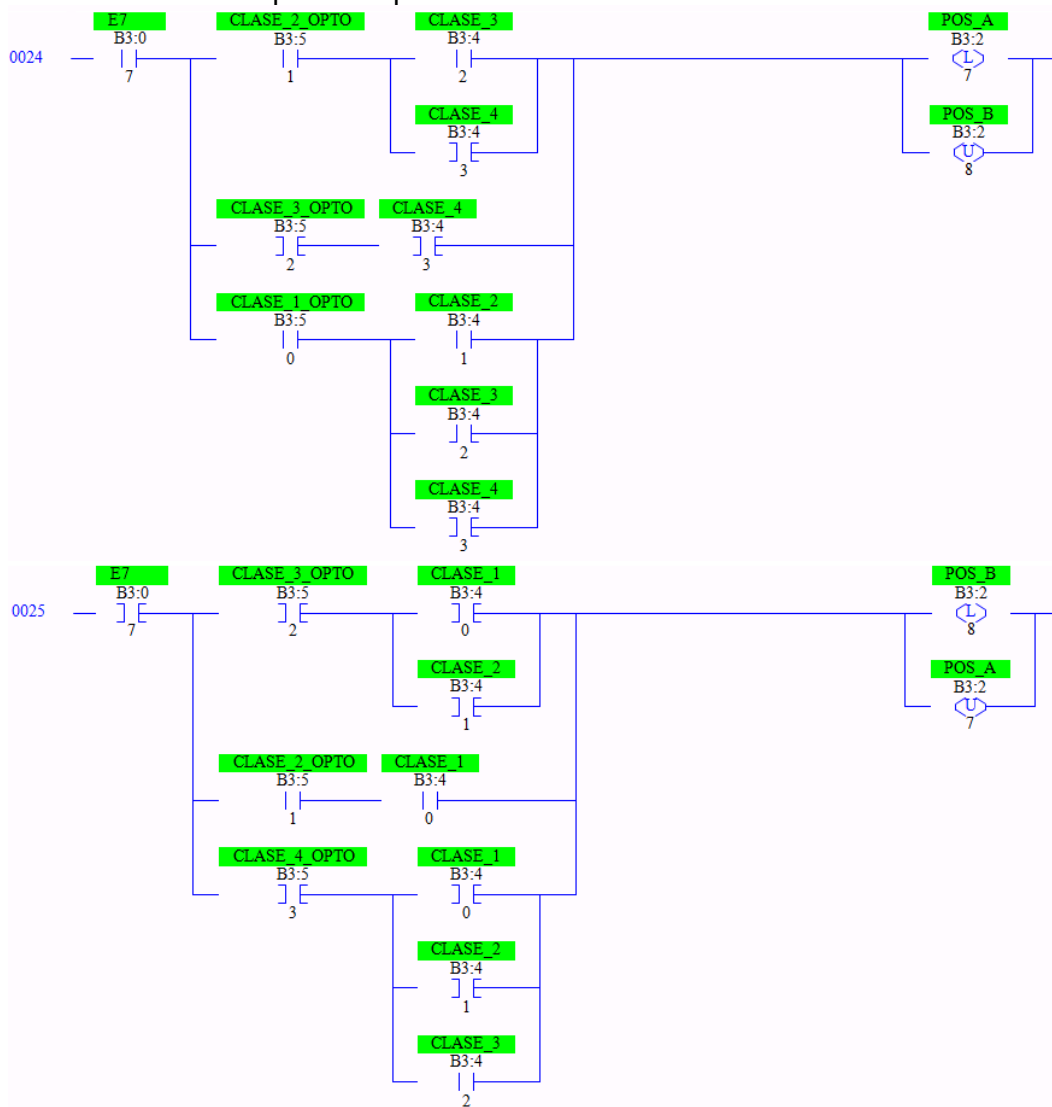 E7 CLASE_2_OPTO CLASE_3 POS_A
B3:0 B3:5 B3:4 B3:2
0024 L
7 1 2 7
CLASE_4 POS_B
B3:4 B3:2
U
3 8
CLASE_3_OPTO CLASE_4
B3:5 B3:4
2 3
CLASE_1_OPTO CLASE_2
B3:5 B3:4
0 1
CLASE_3
B3:4
2
CLASE_4
B3:4
3
E7 CLASE_3_OPTO CLASE_1 POS_B
B3:0 B3:5 B3:4 B3:2
0025 L
7 2 0 8
CLASE_2 POS_A
B3:4 B3:2
U
1 7
CLASE_2_OPTO CLASE_1
B3:5 B3:4
1 0
CLASE_4_OPTO CLASE_1
B3:5 B3:4
3 0
CLASE_2
B3:4
1
CLASE_3
B3:4
2